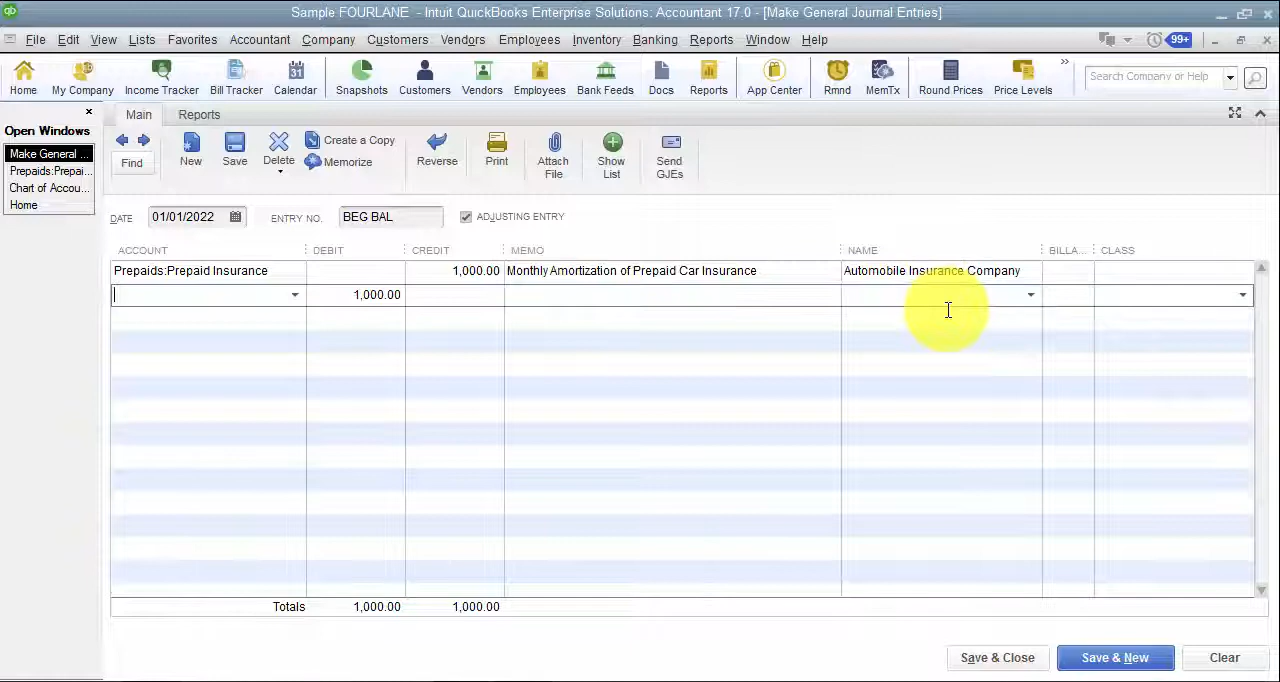 Sample FOURLANE - Intuit QuickBooks Enterprise Solutions: Accountant 17.0 - [Make General Journal Entries]
File Edit View Lists Favorites Accountant Company Customers Vendors Employees Inventory Banking Reports Window Help 99+
Home My Company Income Tracker Bill Tracker Calendar Snapshots Customers Vendors Employees Bank Feeds Docs Reports App Center Rmnd MemTx Round Prices Price Levels Search Company or Help
Open Windows
Make General ...
Prepaids:Prepai...
Chart of Accou...
Home
Main Reports
Find New Save Delete Create a Copy Memorize Reverse Print Attach File Show List Send GJEs
DATE 01/01/2022 ENTRY NO. BEG BAL ADJUSTING ENTRY
ACCOUNT DEBIT CREDIT MEMO NAME BILLA... CLASS
Prepaids:Prepaid Insurance 1,000.00 Monthly Amortization of Prepaid Car Insurance Automobile Insurance Company
1,000.00
Totals 1,000.00 1,000.00
Save & Close Save & New Clear